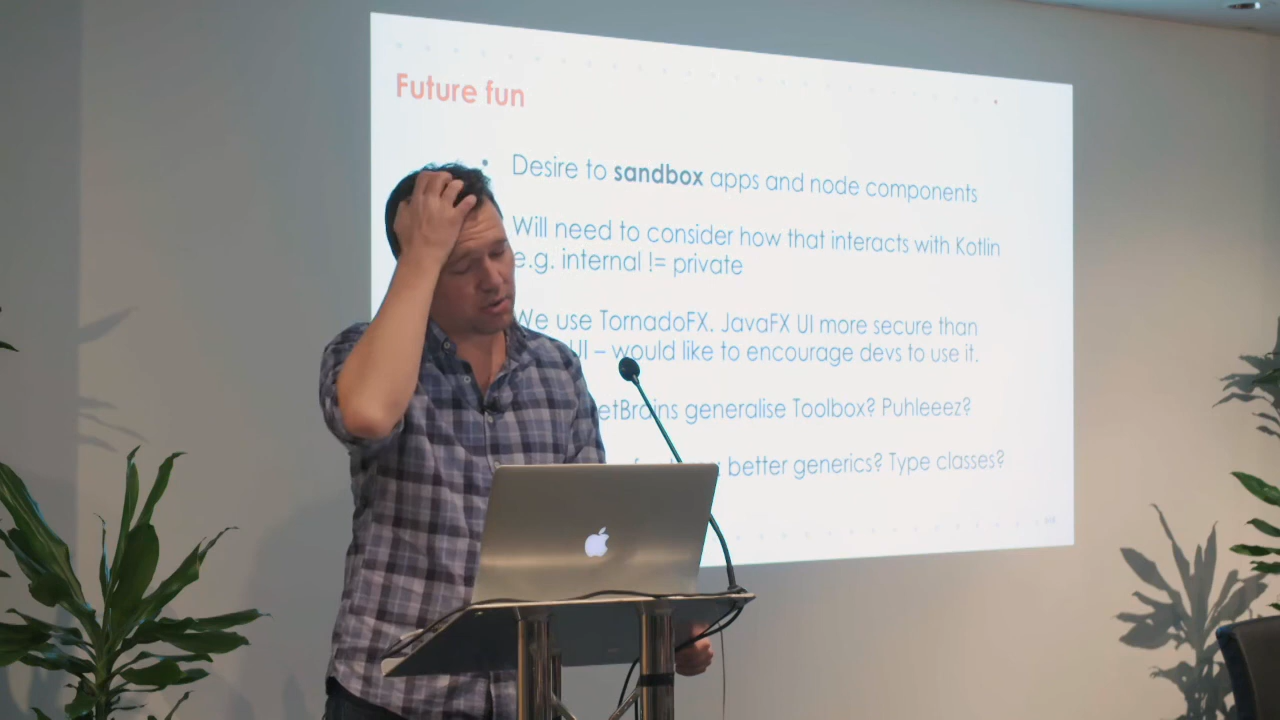 Future fun
Desire to sandbox apps and node components
Will need to consider how that interacts with Kotlin
e.g. internal != private
We use TornadoFX. JavaFX UI more secure than
UI – would like to encourage devs to use it.
generalise Toolbox? Puhleeez?
better generics? Type classes?